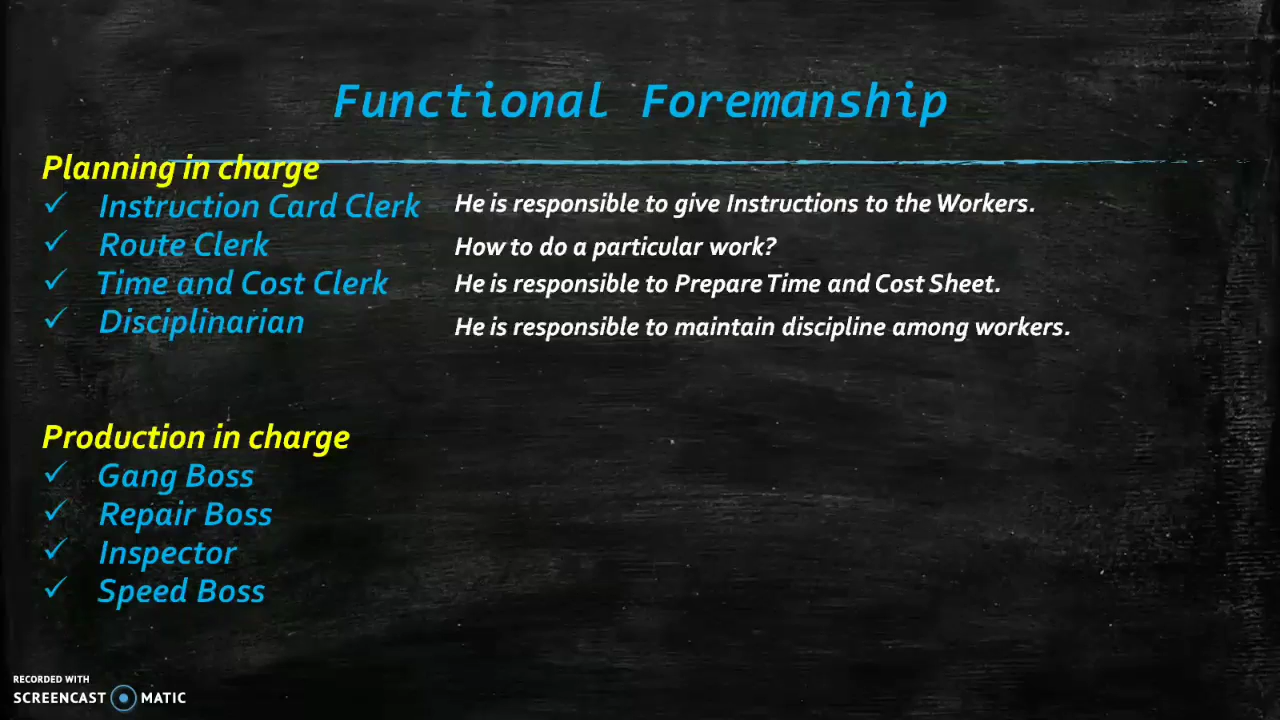 Functional Foremanship
Planning in charge
✓ Instruction Card Clerk He is responsible to give Instructions to the Workers.
✓ Route Clerk How to do a particular work?
✓ Time and Cost Clerk He is responsible to Prepare Time and Cost Sheet.
✓ Disciplinarian He is responsible to maintain discipline among workers.
Production in charge
✓ Gang Boss
✓ Repair Boss
✓ Inspector
✓ Speed Boss
RECORDED WITH
SCREENCAST MATIC